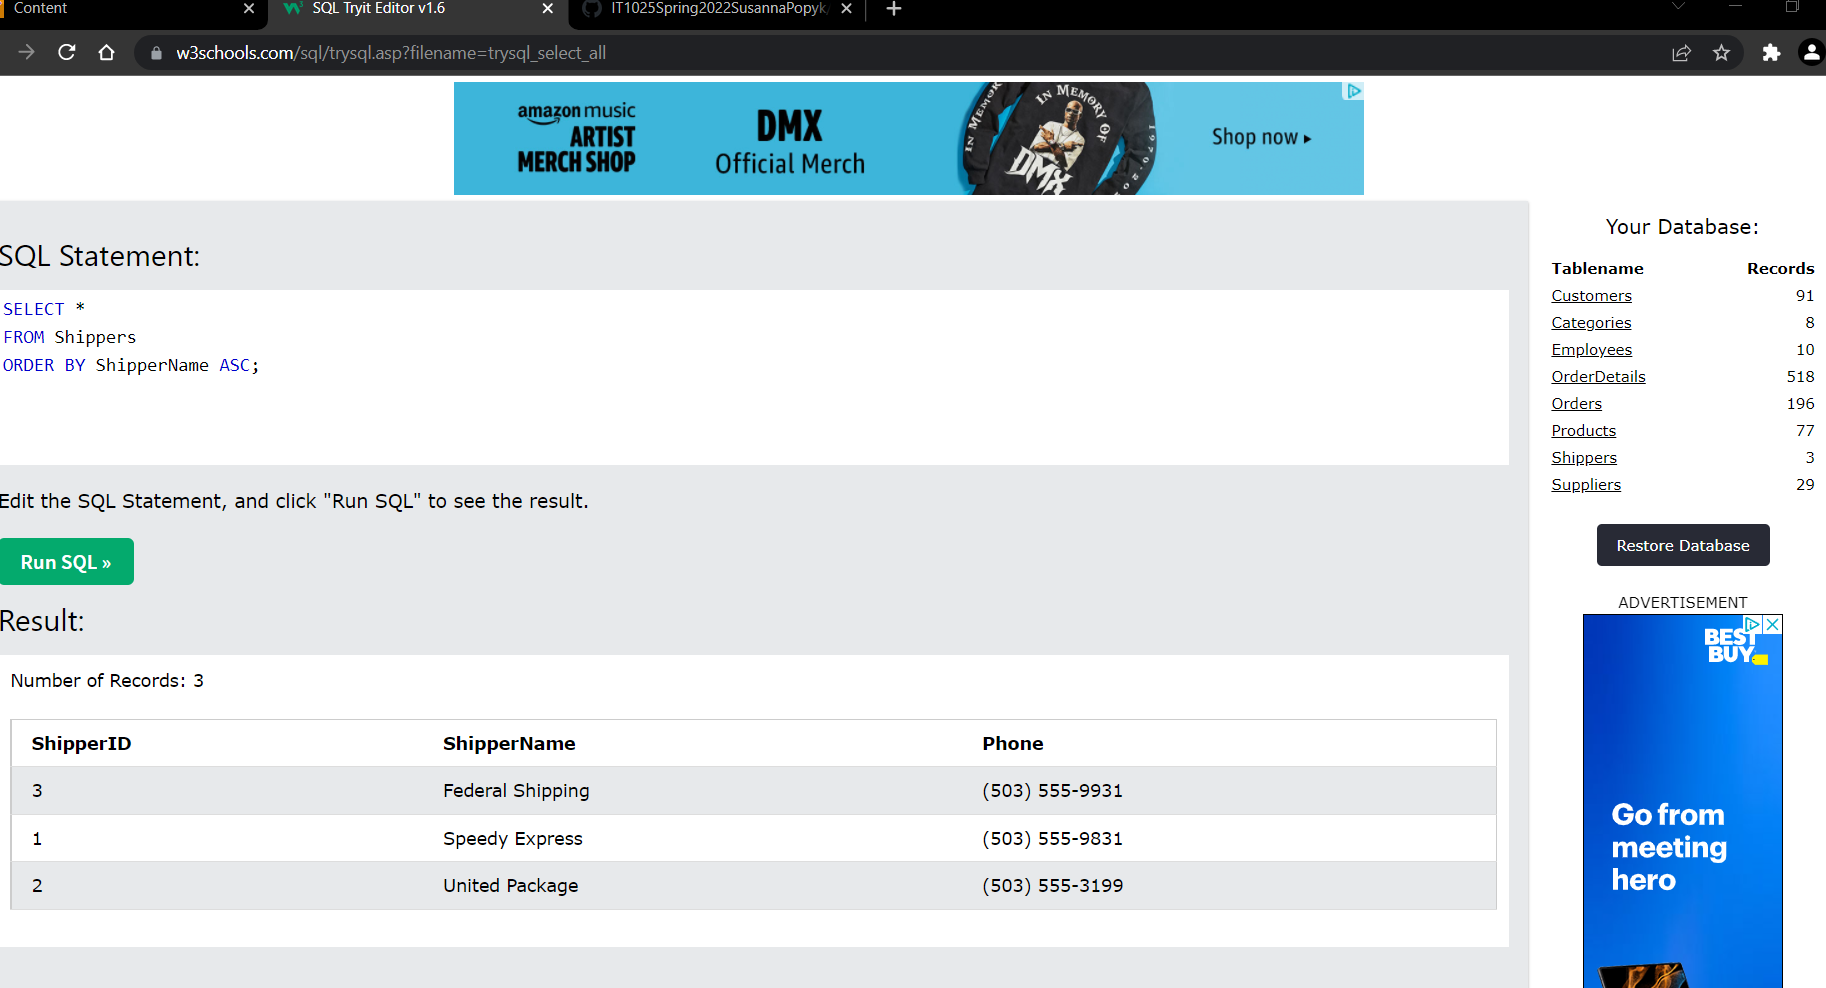 Content
SQL Tryit Editor v1.6
IT1025Spring2022SusannaPopyk
w3schools.com/sql/trysql.asp?filename=trysql_select_all
amazon music
ARTIST
MERCH SHOP
DMX
Official Merch
IN MEMORY OF
IN MEMORY
DMX
Shop now ▸
SQL Statement:
SELECT *
FROM Shippers
ORDER BY ShipperName ASC;
Edit the SQL Statement, and click "Run SQL" to see the result.
Run SQL »
Result:
Number of Records: 3
ShipperID ShipperName Phone
3 Federal Shipping (503) 555-9931
1 Speedy Express (503) 555-9831
2 United Package (503) 555-3199
Your Database:
Tablename Records
Customers 91
Categories 8
Employees 10
OrderDetails 518
Orders 196
Products 77
Shippers 3
Suppliers 29
Restore Database
ADVERTISEMENT
BEST
BUY
Go from
meeting
hero